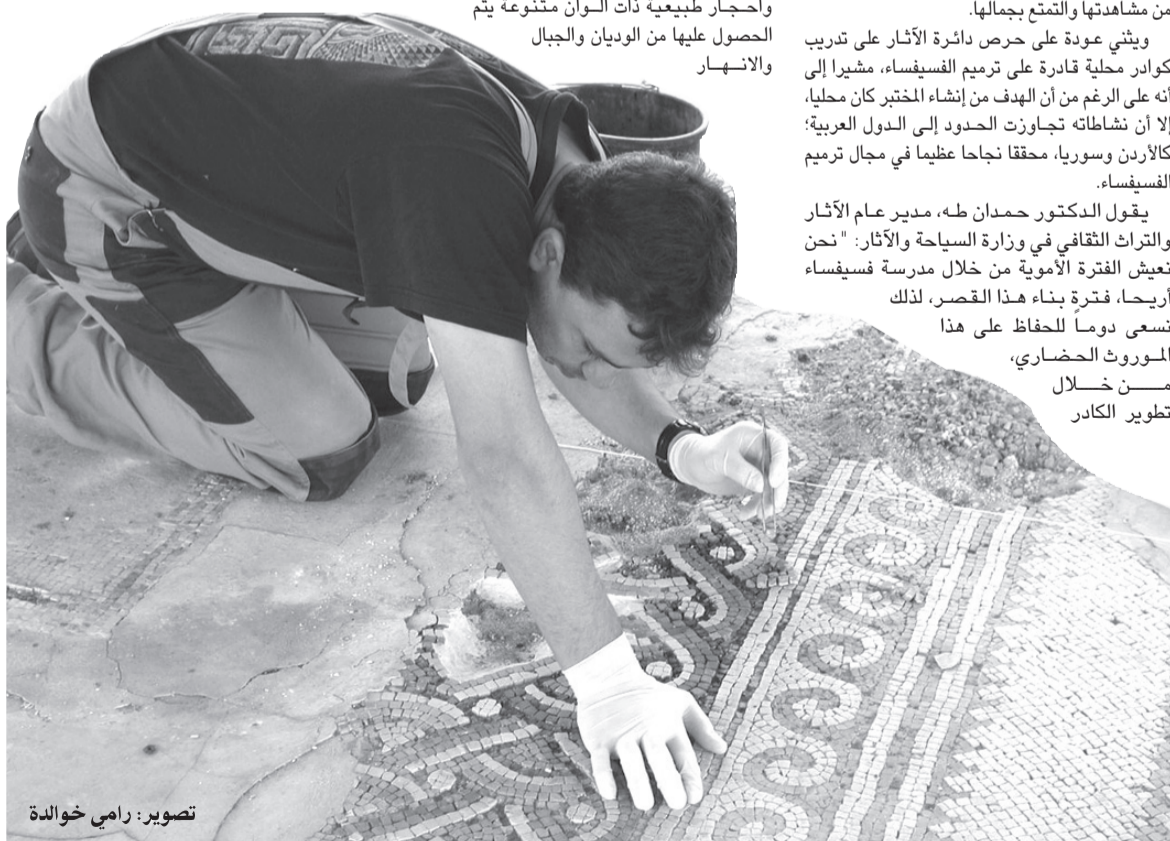 من مشاهدتها والتمتع بجمالها.
ويثني عودة على حرص دائرة الآثار على تدريب
كوادر محلية قادرة على ترميم الفسيفساء، مشيرا إلى
أنه على الرغم من أن الهدف من إنشاء المختبر كان محليا،
إلا أن نشاطاته تجاوزت الحدود إلى الدول العربية؛
كالأردن وسوريا، محققا نجاحا عظيما في مجال ترميم
الفسيفساء.
يقول الدكتور حمدان طه، مدير عام الآثار
والتراث الثقافي في وزارة السياحة والآثار: "نحن
نعيش الفترة الأموية من خلال مدرسة فسيفساء
أريحا، فترة بناء هذا القصر، لذلك
نسعى دوماً للحفاظ على هذا
الموروث الحضاري،
من خلال
تطوير الكادر
وأحجار طبيعية ذات ألوان متنوعة يتم
الحصول عليها من الوديان والجبال
والانهار
تصوير: رامي خوالدة